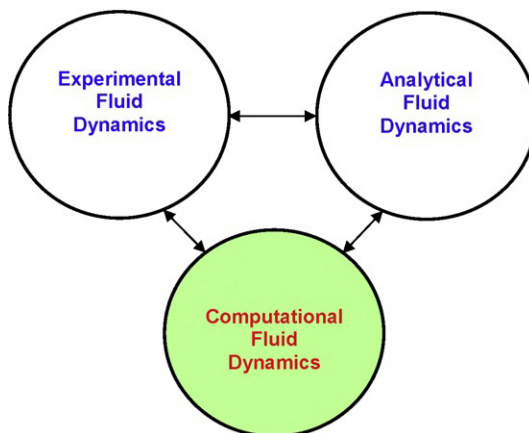 Experimental
Fluid
Dynamics
Analytical
Fluid
Dynamics
Computational
Fluid
Dynamics